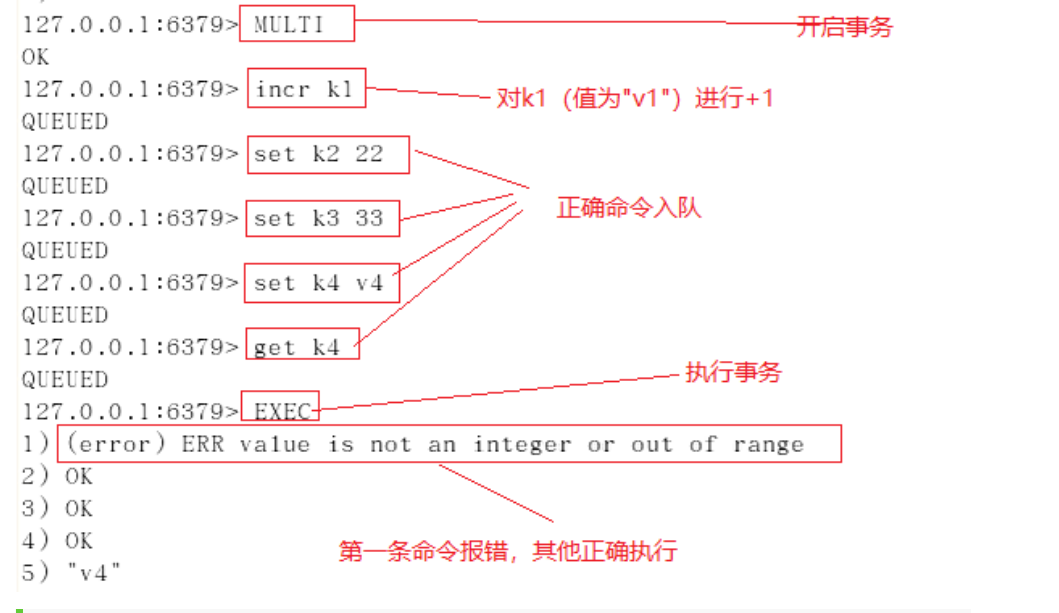 127.0.0.1:6379> MULTI 开启事务
OK
127.0.0.1:6379> incr k1 对k1（值为"v1"）进行+1
QUEUED
127.0.0.1:6379> set k2 22
QUEUED
127.0.0.1:6379> set k3 33 正确命令入队
QUEUED
127.0.0.1:6379> set k4 v4
QUEUED
127.0.0.1:6379> get k4
QUEUED 执行事务
127.0.0.1:6379> EXEC
1) (error) ERR value is not an integer or out of range
2) OK
3) OK
4) OK 第一条命令报错，其他正确执行
5) "v4"